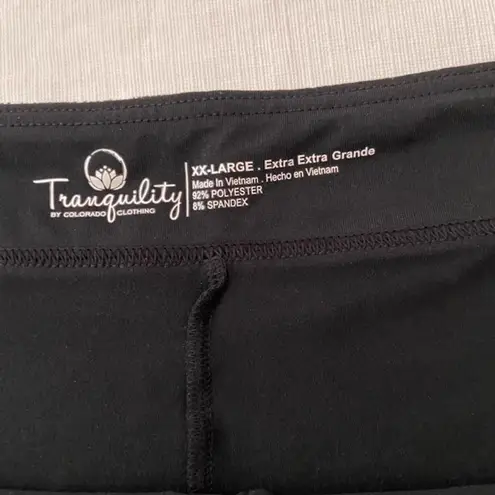 Tranquility
BY COLORADO CLOTHING
XX-LARGE . Extra Extra Grande
Made in Vietnam . Hecho en Vietnam
92% POLYESTER
8% SPANDEX